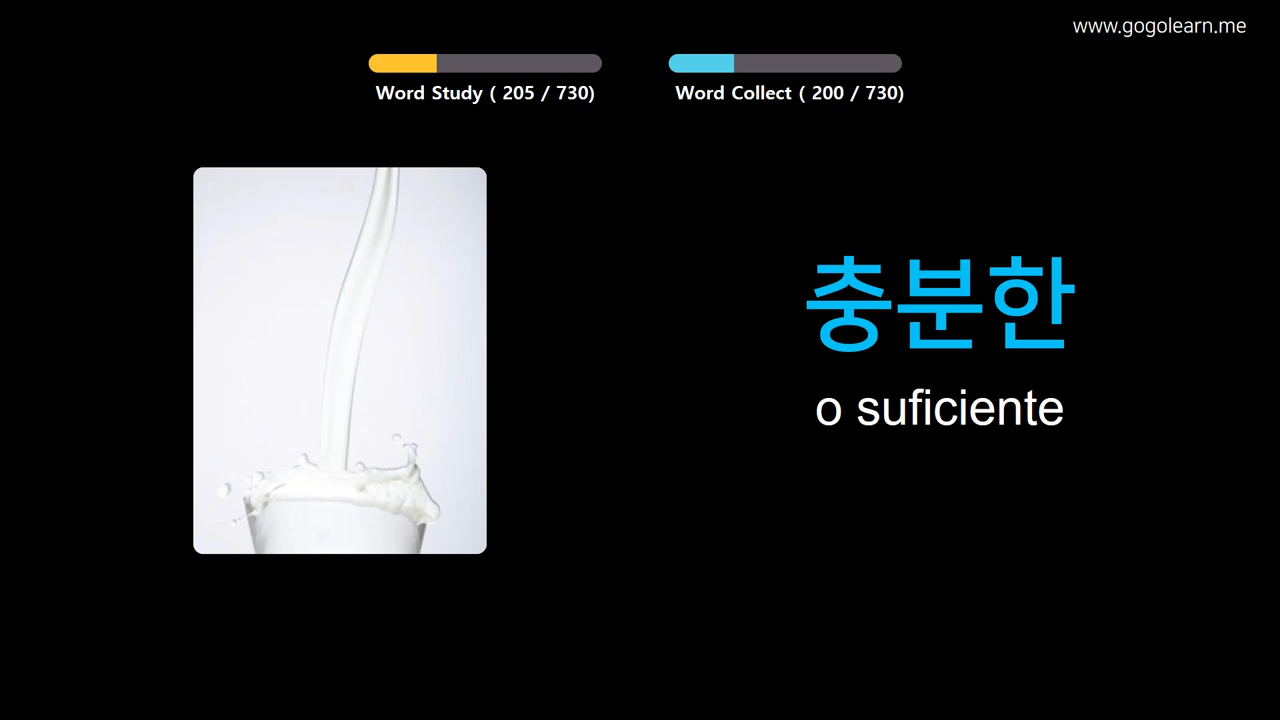 www.gogolearn.me
Word Study ( 205 / 730)
Word Collect ( 200 / 730)
충분한
o suficiente